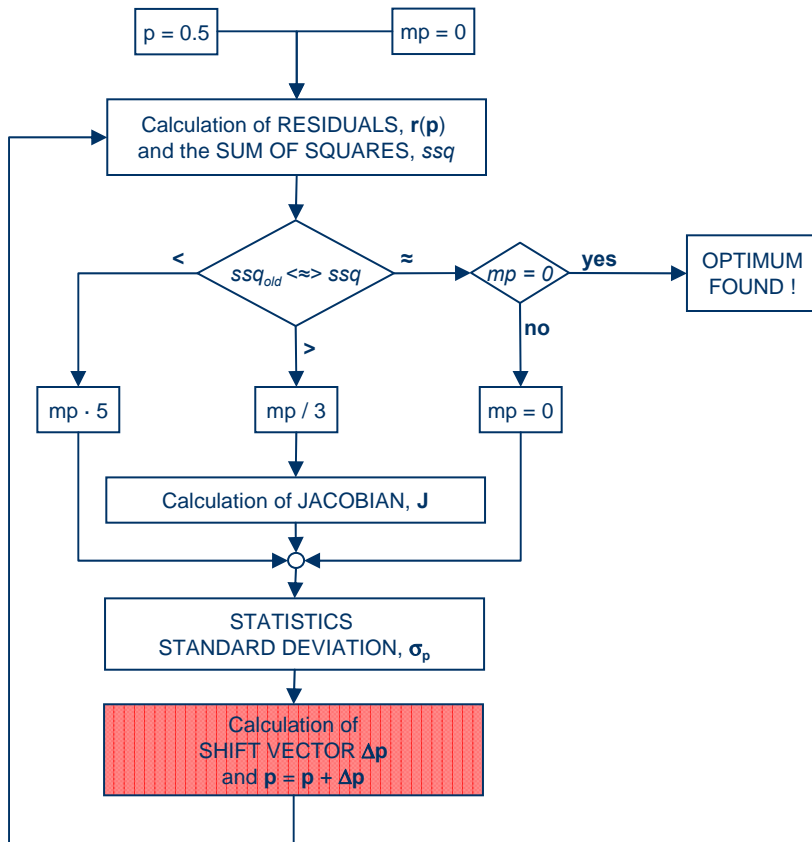 p = 0.5
mp = 0
Calculation of RESIDUALS, r(p)
and the SUM OF SQUARES, ssq
<
ssq_old <≈> ssq
≈
mp = 0
yes
OPTIMUM
FOUND !
>
no
mp · 5
mp / 3
mp = 0
Calculation of JACOBIAN, J
STATISTICS
STANDARD DEVIATION, σ_p
Calculation of
SHIFT VECTOR Δp
and p = p + Δp